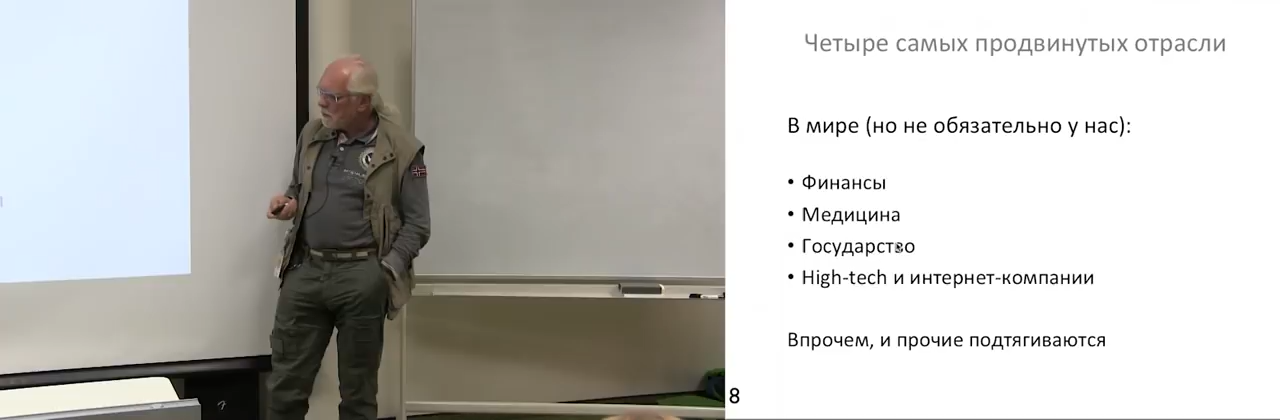 Четыре самых продвинутых отрасли
В мире (но не обязательно у нас):
• Финансы
• Медицина
• Государство
• High-tech и интернет-компании
Впрочем, и прочие подтягиваются
8